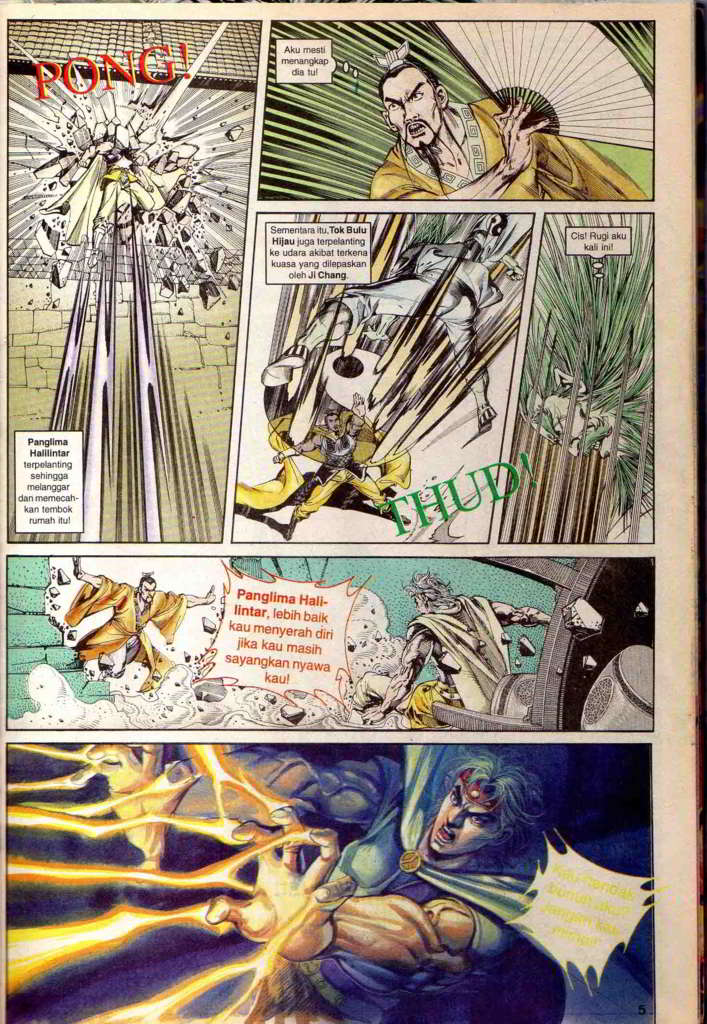 PONG!
Panglima
Halilintar
terpelanting
sehingga
melanggar
dan memecah-
kan tembok
rumah itu!
Aku mesti
menangkap
dia tu!
Sementara itu,Tok Bulu
Hijau juga terpelanting
ke udara akibat terkena
kuasa yang dilepaskan
oleh Ji Chang.
Cis! Rugi aku
kali ini!
THUD!
Panglima Hali-
lintar, lebih baik
kau menyerah diri
jika kau masih
sayangkan nyawa
kau!
Kau hendak
bunuh aku?
Jangan kau
mimpi!
5